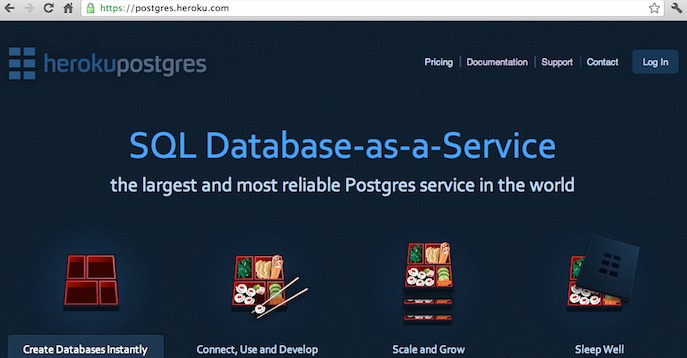 https://postgres.heroku.com
herokupostgres
Pricing Documentation Support Contact Log In
SQL Database-as-a-Service
the largest and most reliable Postgres service in the world
Create Databases Instantly Connect, Use and Develop Scale and Grow Sleep Well